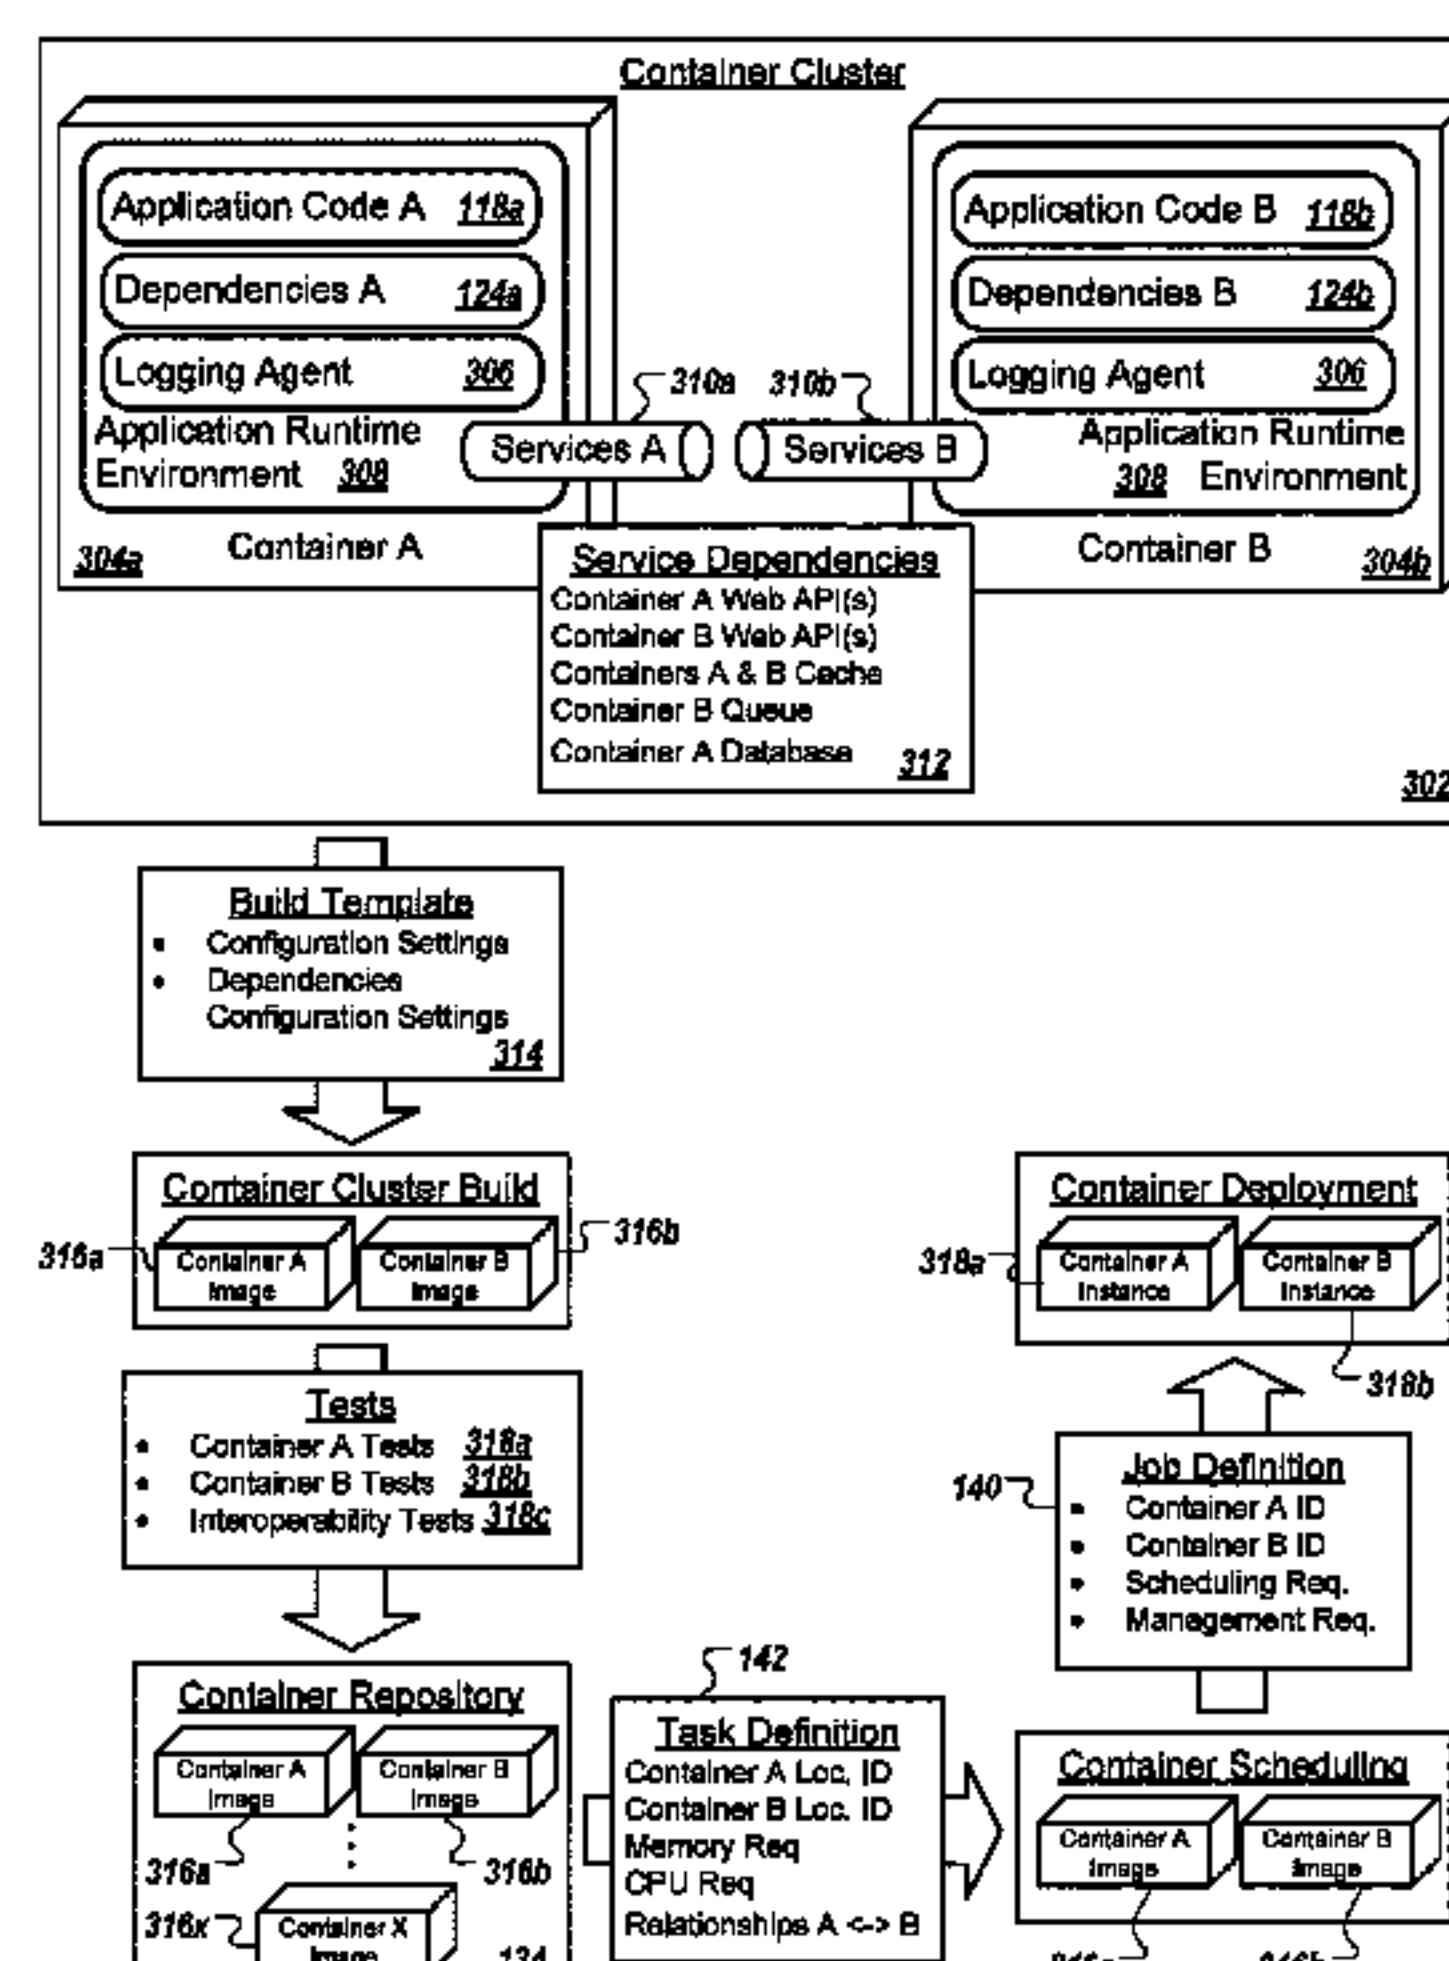 Container Cluster
Application Code A 118a
Dependencies A 124a
Logging Agent 306
Application Runtime
Environment 308
Container A
304a
Services A
310a
310b
Services B
Application Code B 118b
Dependencies B 124b
Logging Agent 306
Application Runtime
308 Environment
Container B
304b
Service Dependencies
Container A Web API(s)
Container B Web API(s)
Containers A & B Cache
Container B Queue
Container A Database
312
302
Build Template
• Configuration Settings
• Dependencies
Configuration Settings
314
Container Cluster Build
316a
Container A
Image
Container B
Image
316b
Tests
• Container A Tests 318a
• Container B Tests 318b
• Interoperability Tests 318c
Container Repository
Container A
Image
Container B
Image
316a
316b
316x
Container X
Image
134
142
Task Definition
Container A Loc. ID
Container B Loc. ID
Memory Req
CPU Req
Relationships A <-> B
Container Scheduling
Container A
Image
Container B
Image
316b
140
Job Definition
• Container A ID
• Container B ID
• Scheduling Req.
• Management Req.
Container Deployment
318a
Container A
Instance
Container B
Instance
318b